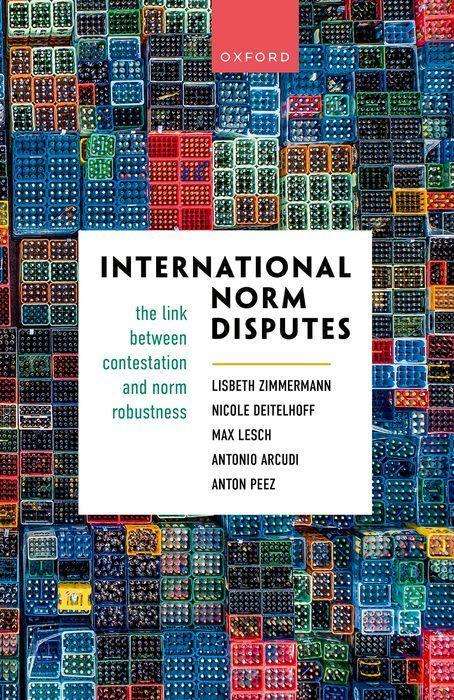 OXFORD
INTERNATIONAL
NORM
DISPUTES
the link
between
contestation
and norm
robustness
LISBETH ZIMMERMANN
NICOLE DEITELHOFF
MAX LESCH
ANTONIO ARCUDI
ANTON PEEZ